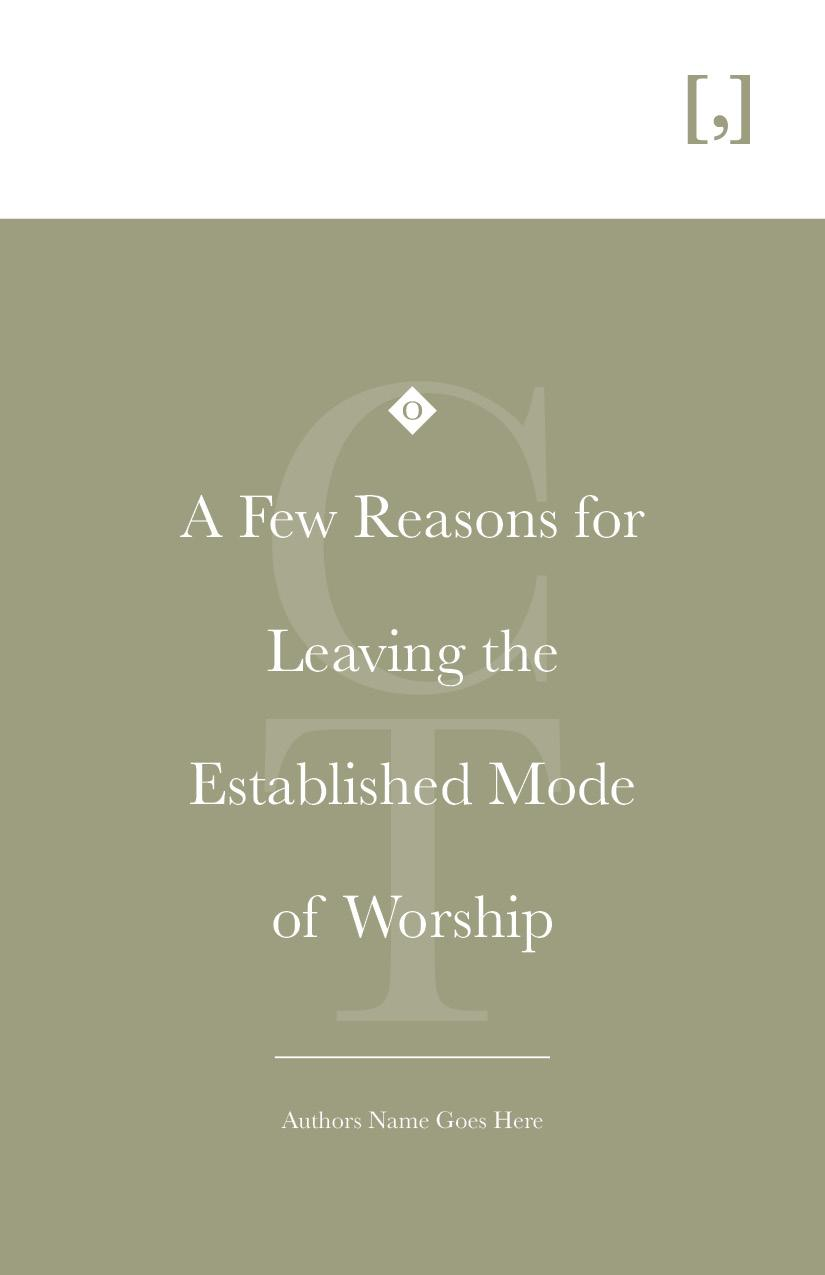 [,]
O
A Few Reasons for
Leaving the
Established Mode
of Worship
C
T
Authors Name Goes Here